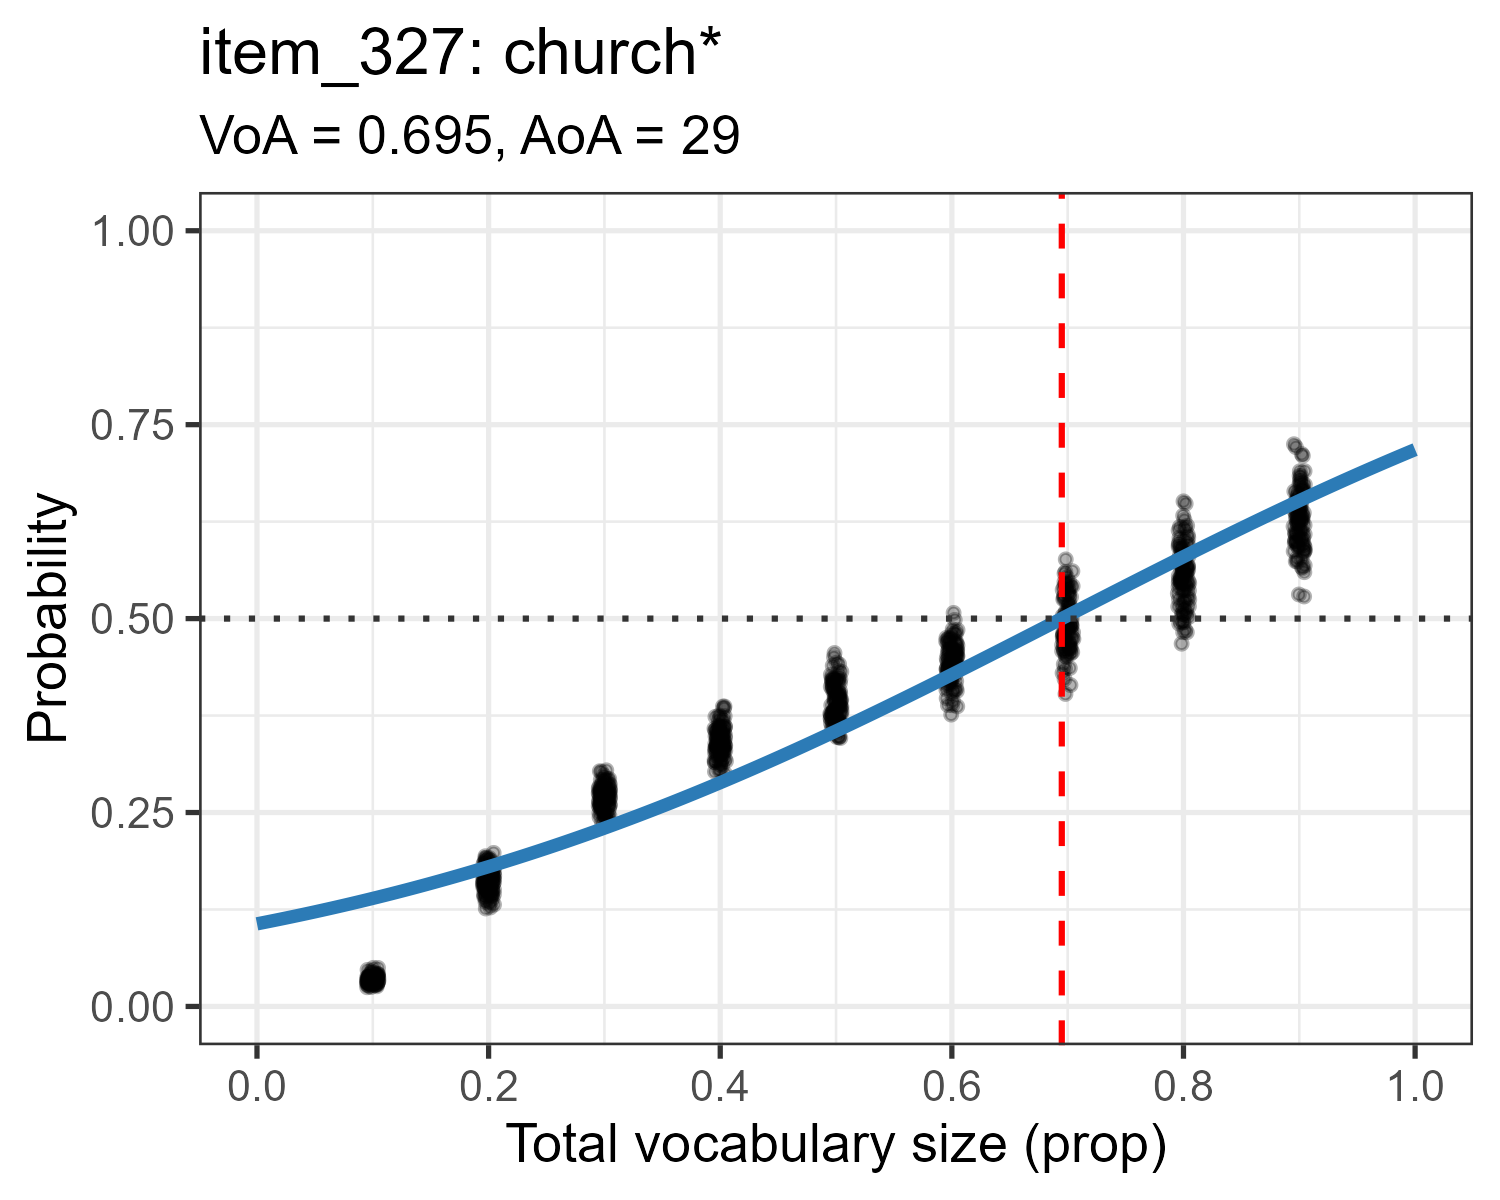 item_327: church*
VoA = 0.695, AoA = 29
1.00
0.75
0.50
0.25
0.00
Probability
0.0 0.2 0.4 0.6 0.8 1.0
Total vocabulary size (prop)